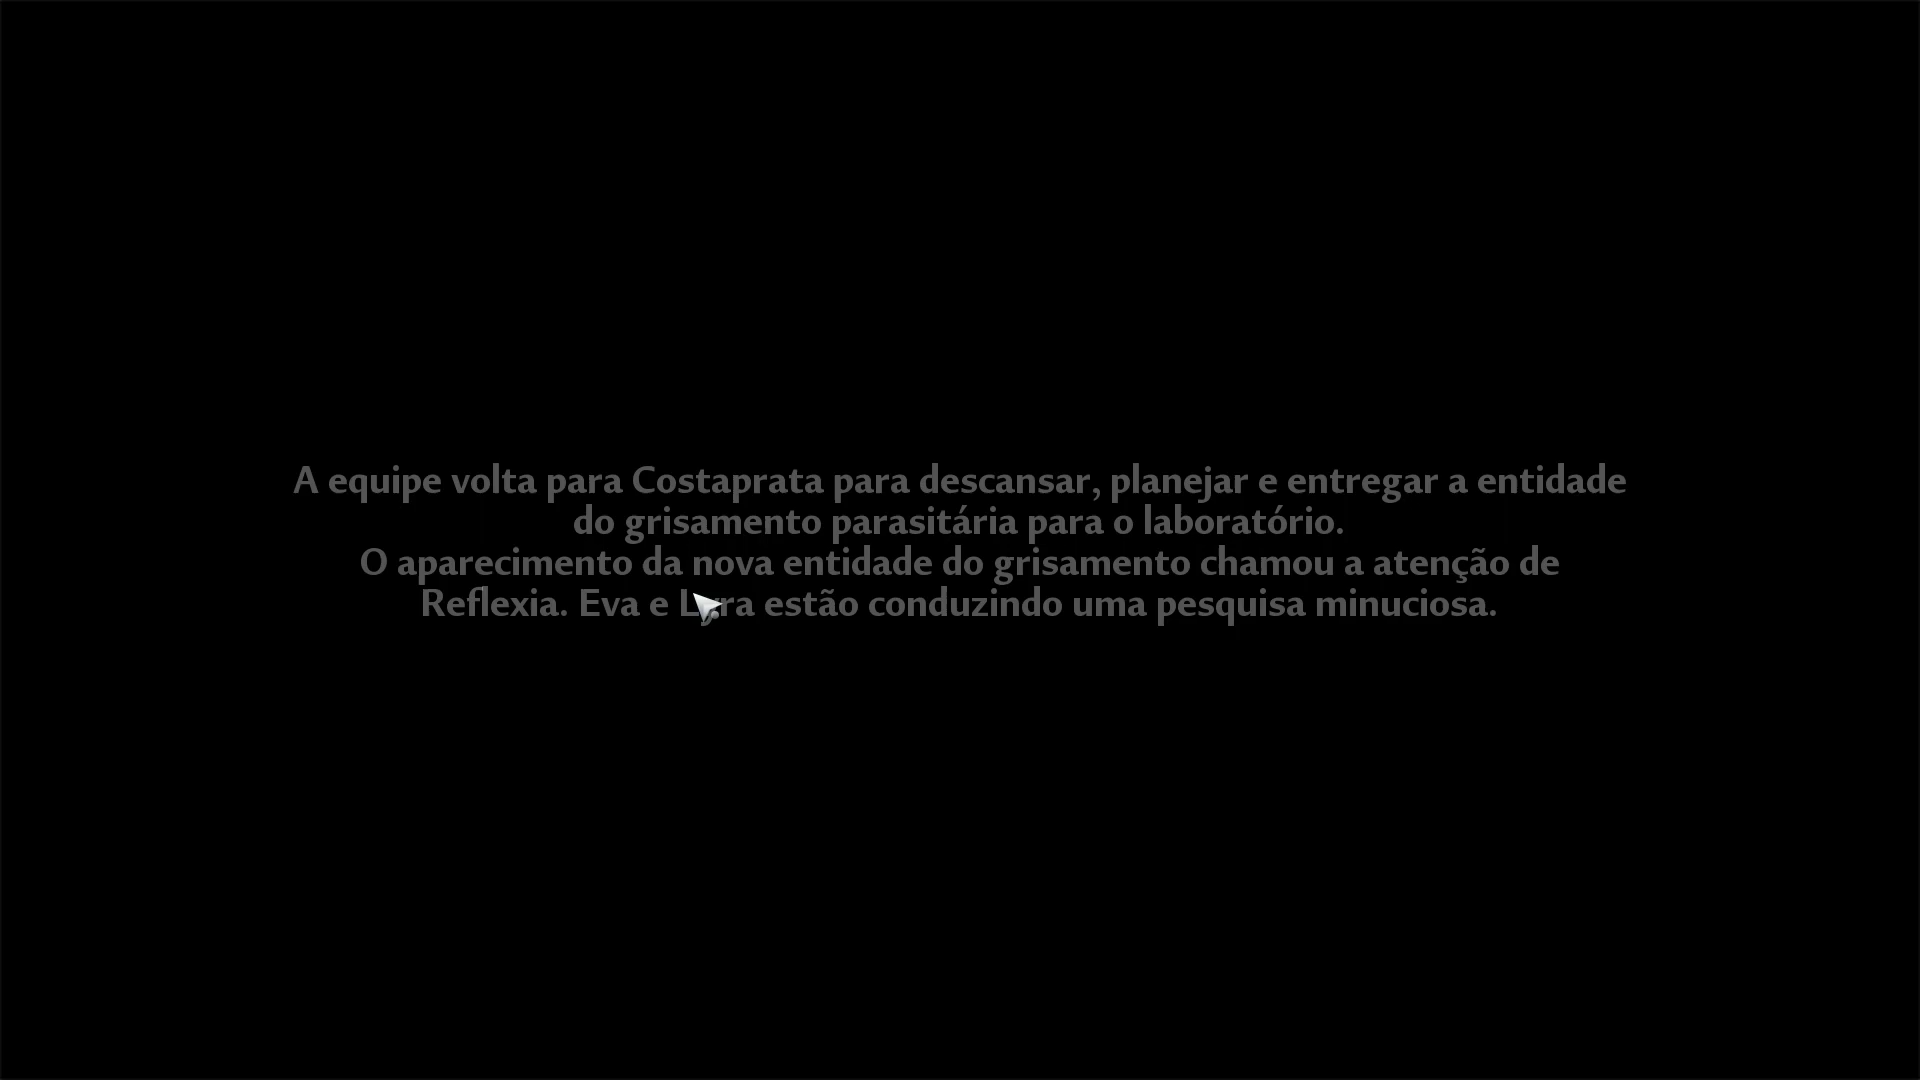 A equipe volta para Costaprata para descansar, planejar e entregar a entidade
do grisamento parasitária para o laboratório.
O aparecimento da nova entidade do grisamento chamou a atenção de
Reflexia. Eva e Lyra estão conduzindo uma pesquisa minuciosa.